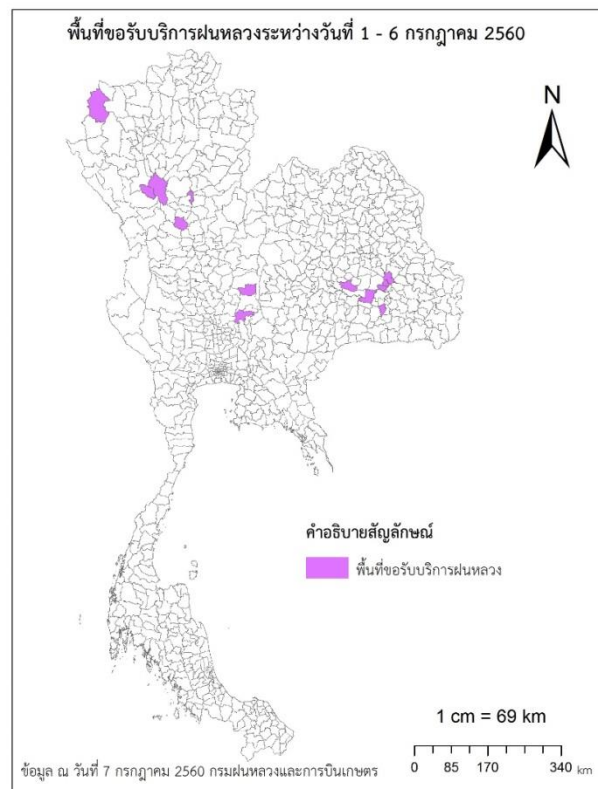 พื้นที่ขอรับบริการฝนหลวงระหว่างวันที่ 1 - 6 กรกฎาคม 2560
N
คำอธิบายสัญลักษณ์
พื้นที่ขอรับบริการฝนหลวง
1 cm = 69 km
0 85 170 340 km
ข้อมูล ณ วันที่ 7 กรกฎาคม 2560 กรมฝนหลวงและการบินเกษตร